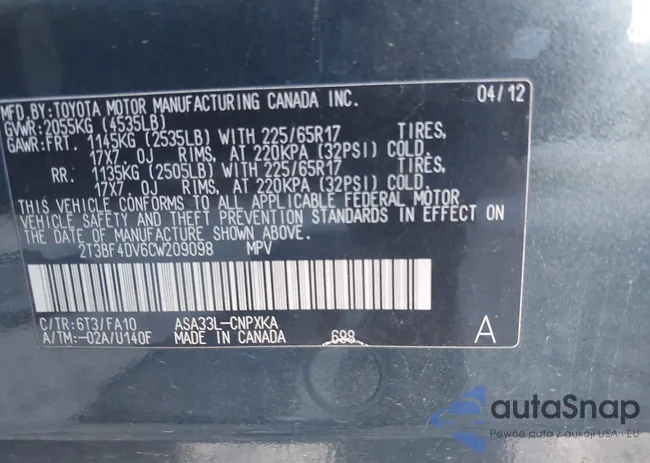 MFD.BY:TOYOTA MOTOR MANUFACTURING CANADA INC. 04/12
GVWR:2055KG (4535LB)
GAWR:FRT. 1145KG (2535LB) WITH 225/65R17 TIRES,
17X7.0J RIMS, AT 220KPA (32PSI) COLD.
RR: 1135KG (2505LB) WITH 225/65R17 TIRES,
17X7.0J RIMS, AT 220KPA (32PSI) COLD.
THIS VEHICLE CONFORMS TO ALL APPLICABLE FEDERAL MOTOR
VEHICLE SAFETY AND THEFT PREVENTION STANDARDS IN EFFECT ON
THE DATE OF MANUFACTURE SHOWN ABOVE.
2T3BF4DV6CW209098 MPV
C/TR:6T3/FA10 ASA33L-CNPXKA
A/TM:-02A/U140F MADE IN CANADA 698 A
autaSnap
Pewne auta z aukcji USA i EU